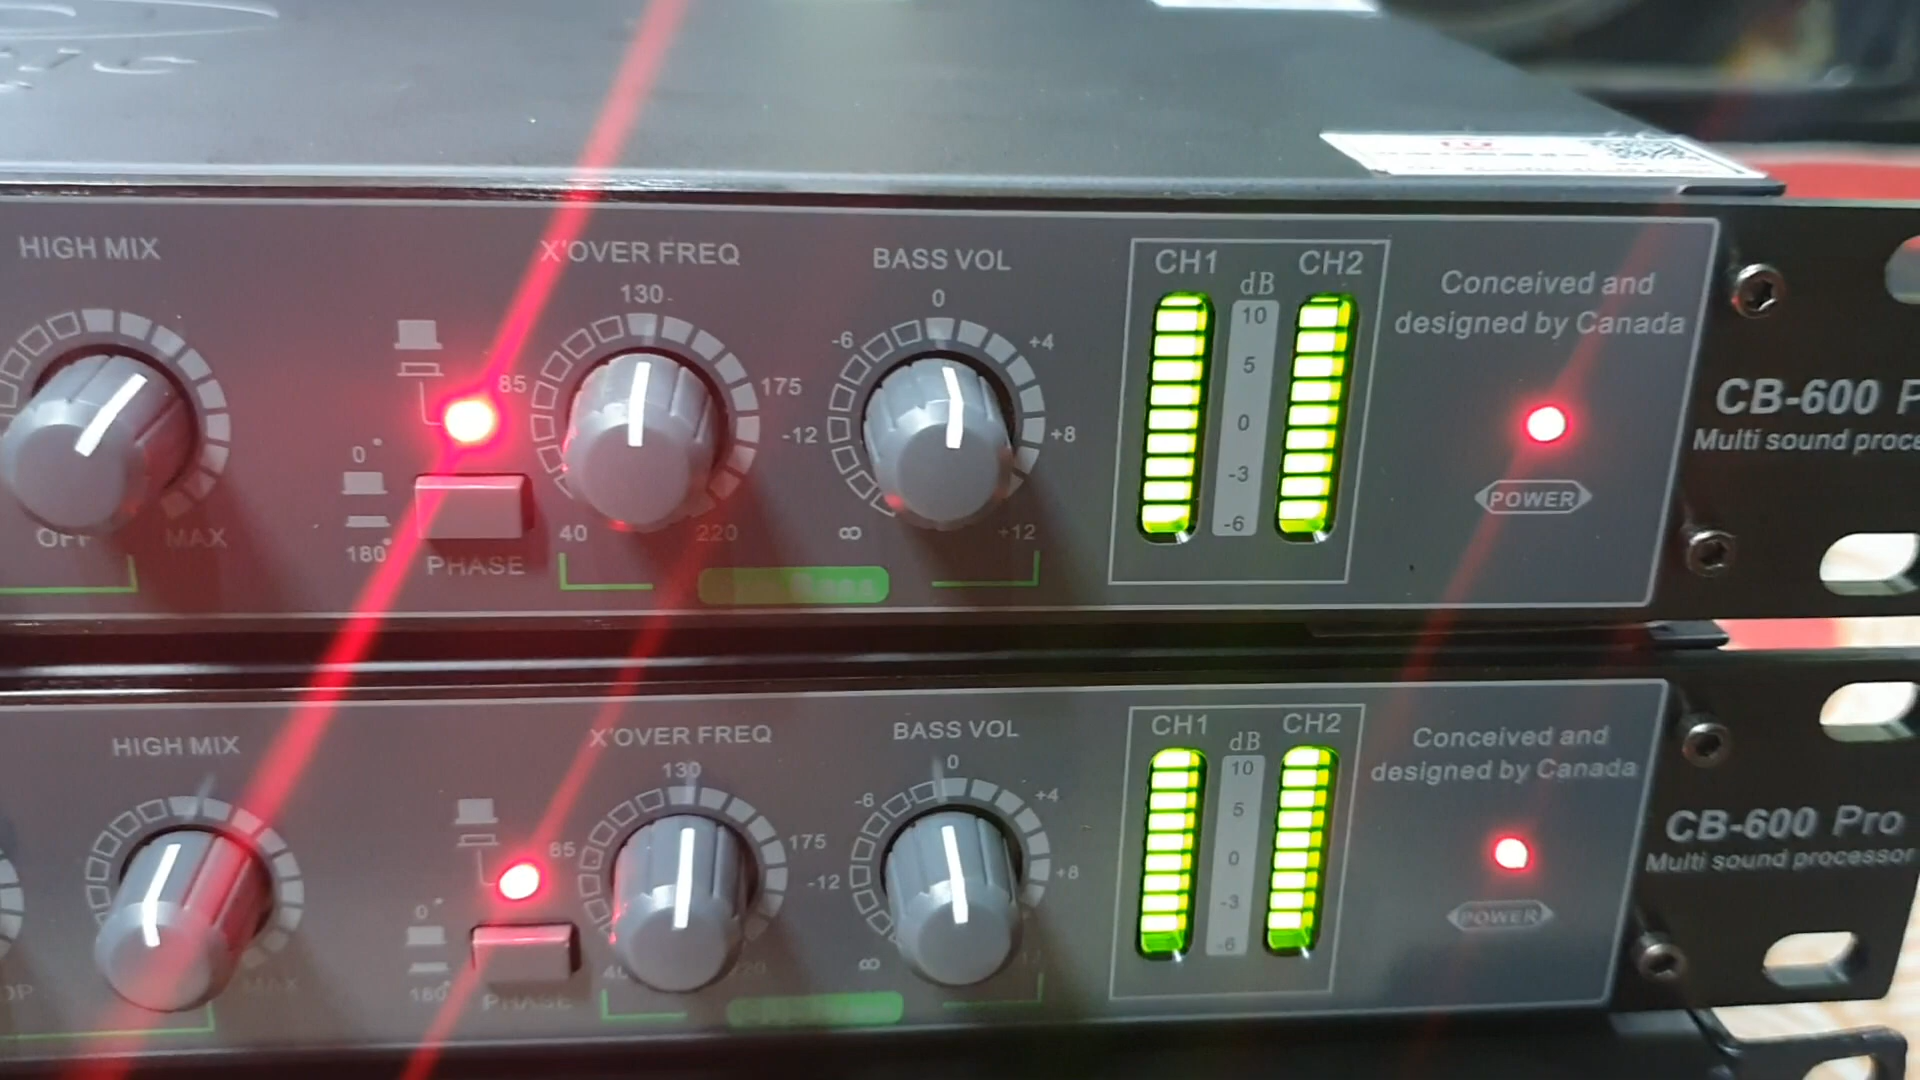 HIGH MIX
OFF
MAX
0°
180°
PHASE
X'OVER FREQ
130
85
175
40
220
BASS VOL
0
-6
+4
-12
+8
∞
+12
CH1
CH2
dB
10
5
0
-3
-6
Conceived and
designed by Canada
POWER
CB-600
Multi sound
HIGH MIX
MAX
0°
180°
PHASE
X'OVER FREQ
130
85
175
220
BASS VOL
0
-6
+4
-12
+8
∞
CH1
CH2
dB
10
5
0
-3
-6
Conceived and
designed by Canada
POWER
CB-600 Pro
Multi sound processor